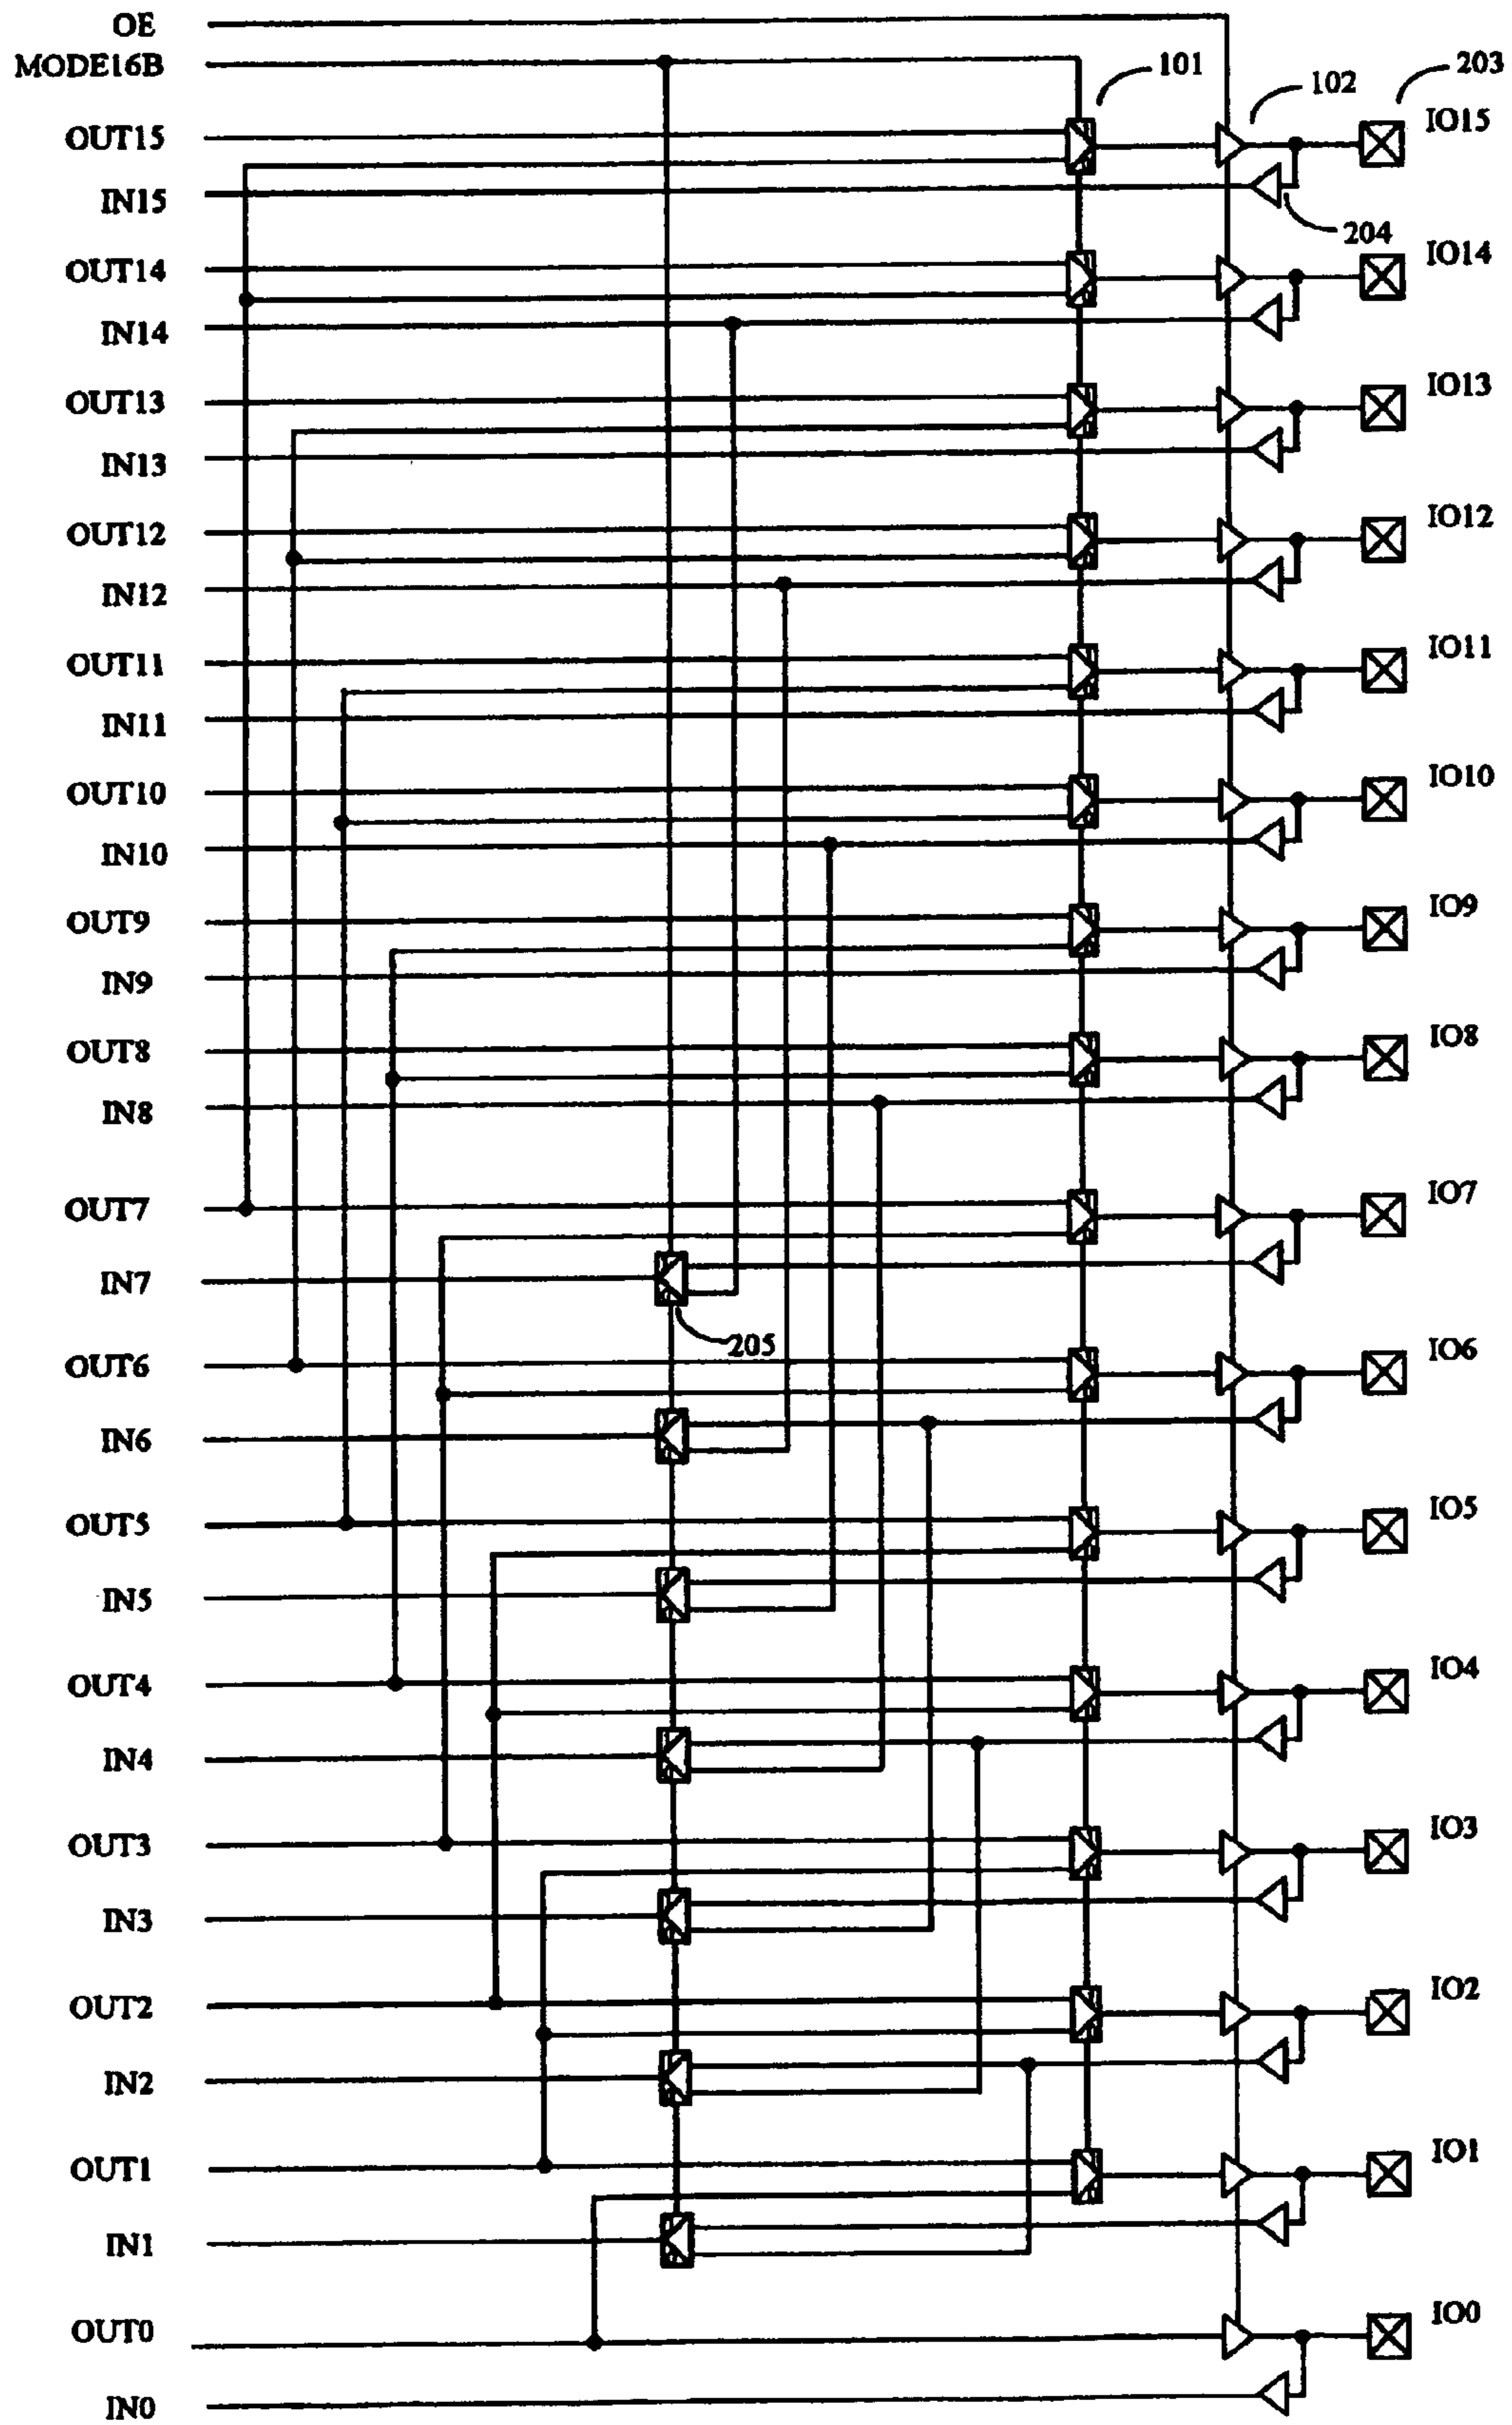 OE
MODE16B
101
102
203
OUT15
IO15
IN15
204
OUT14
IO14
IN14
OUT13
IO13
IN13
OUT12
IO12
IN12
OUT11
IO11
IN11
OUT10
IO10
IN10
OUT9
IO9
IN9
OUT8
IO8
IN8
OUT7
IO7
IN7
205
OUT6
IO6
IN6
OUT5
IO5
IN5
OUT4
IO4
IN4
OUT3
IO3
IN3
OUT2
IO2
IN2
OUT1
IO1
IN1
OUT0
IO0
IN0